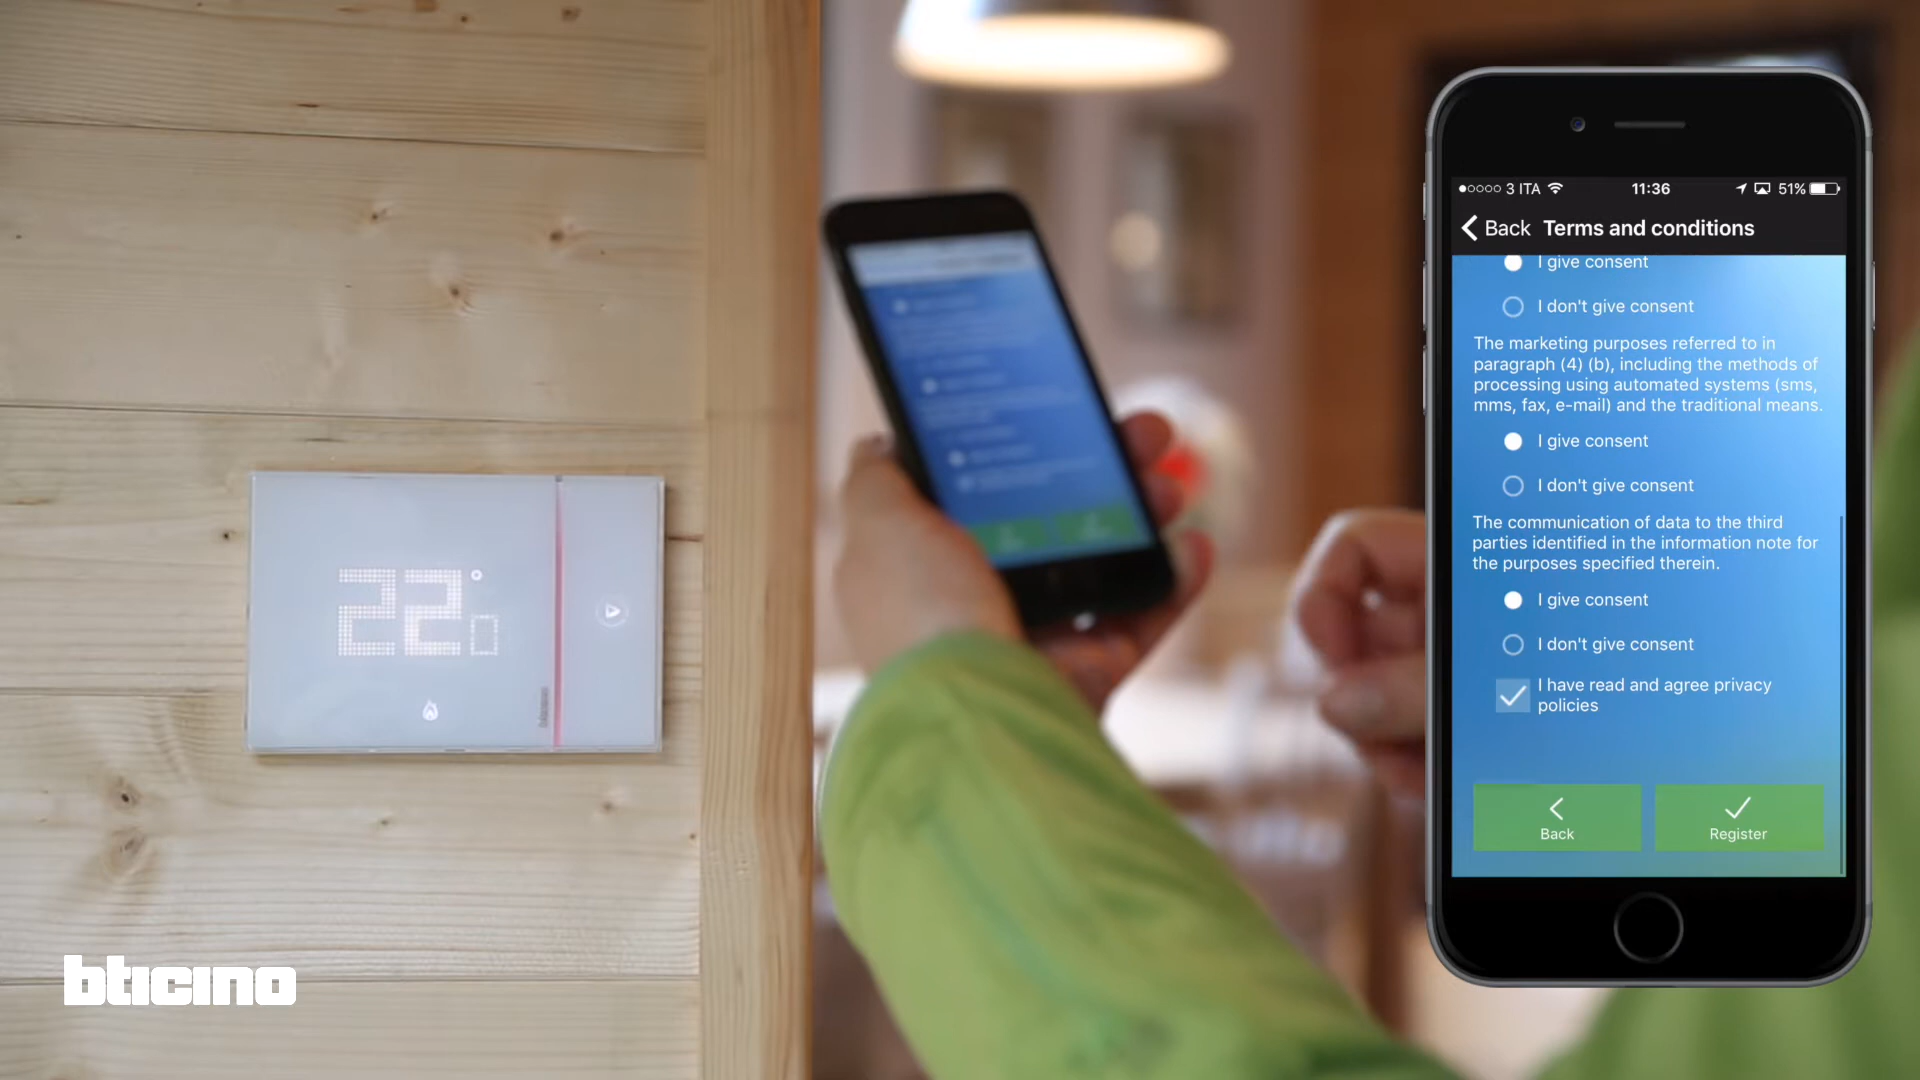 22.0°
bticino
bticino
3 ITA
11:36
51%
Back
Terms and conditions
I give consent
I don't give consent
The marketing purposes referred to in
paragraph (4) (b), including the methods of
processing using automated systems (sms,
mms, fax, e-mail) and the traditional means.
I give consent
I don't give consent
The communication of data to the third
parties identified in the information note for
the purposes specified therein.
I give consent
I don't give consent
I have read and agree privacy
policies
Back
Register